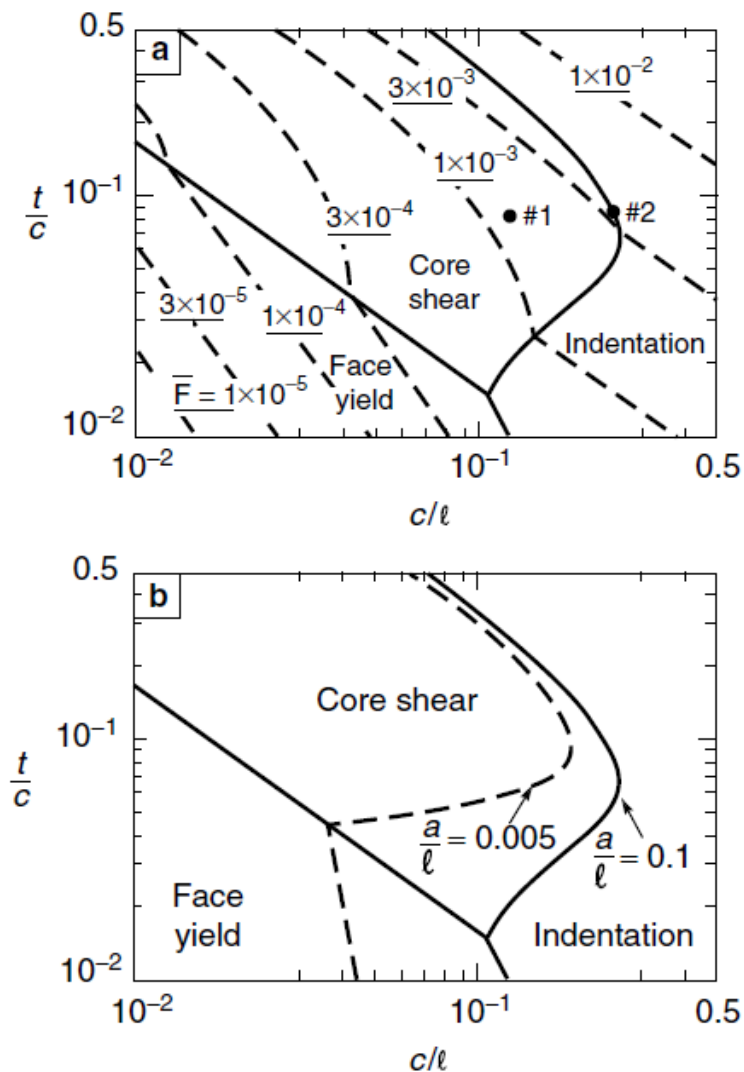 0.5
a
3×10⁻³
1×10⁻²
1×10⁻³
t/c
10⁻¹
#1
#2
3×10⁻⁴
Core
shear
3×10⁻⁵
1×10⁻⁴
Indentation
Face
yield
F̅ = 1×10⁻⁵
10⁻²
10⁻² 10⁻¹ 0.5
c/ℓ
0.5
b
Core shear
t/c
10⁻¹
a/ℓ = 0.005
a/ℓ = 0.1
Face
yield
Indentation
10⁻²
10⁻² 10⁻¹ 0.5
c/ℓ